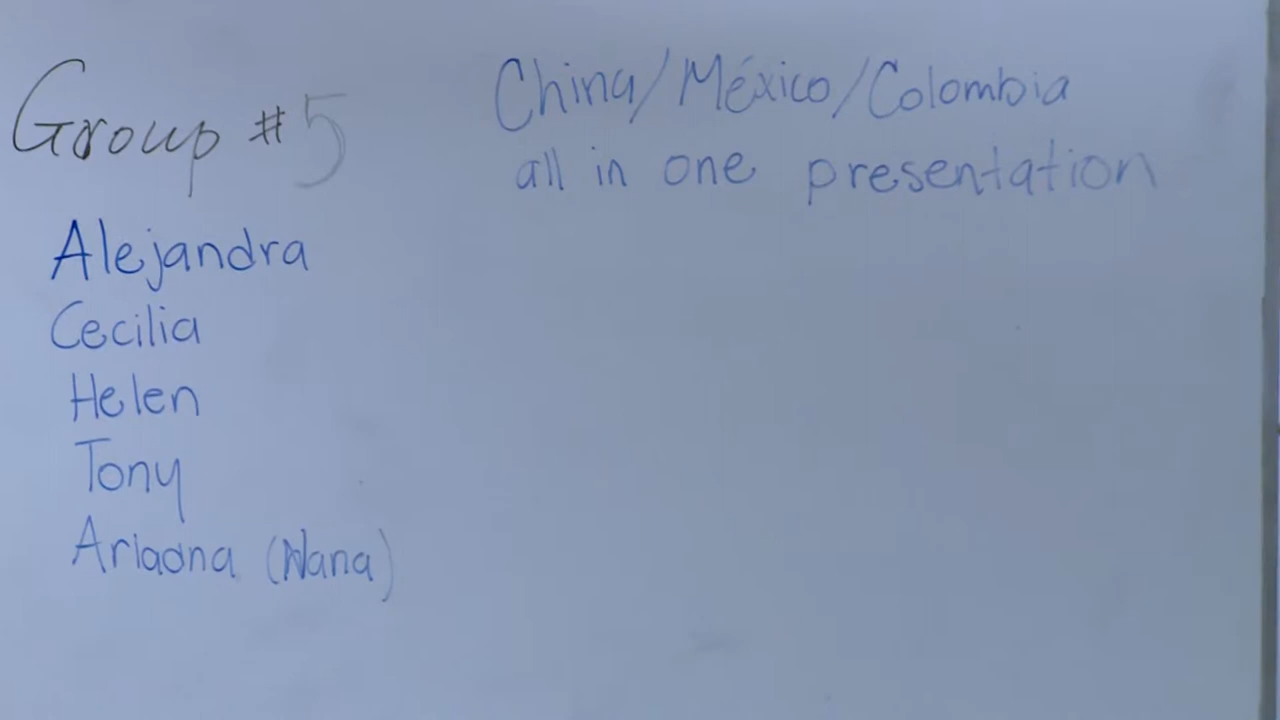 Group #5
China/México/Colombia
all in one presentation
Alejandra
Cecilia
Helen
Tony
Ariadna (Nana)